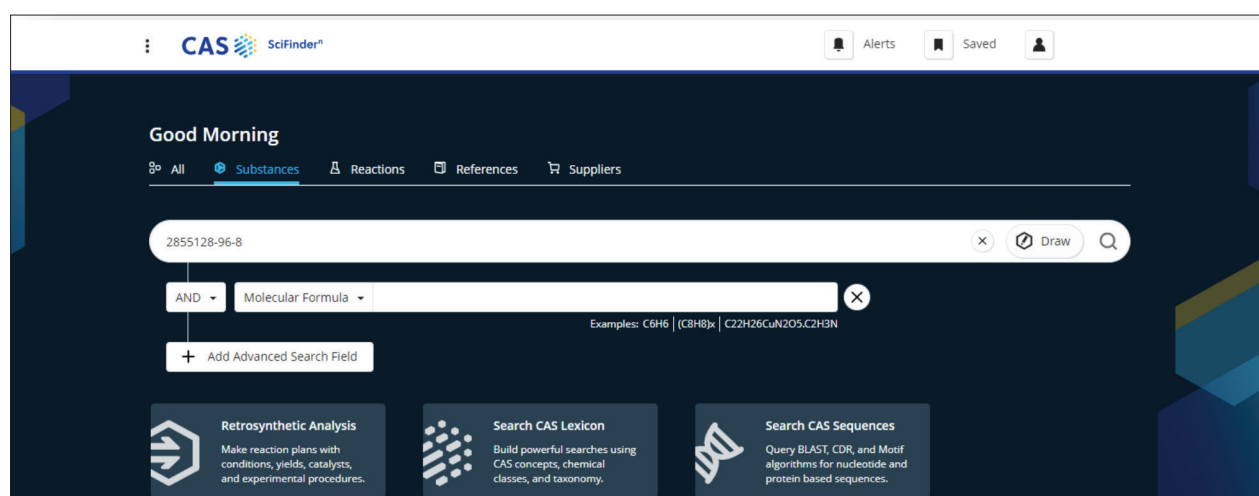 CAS SciFinderⁿ Alerts Saved
Good Morning
All Substances Reactions References Suppliers
2855128-96-8 Draw
AND Molecular Formula
Examples: C6H6 | (C8H8)x | C22H26CuN2O5.C2H3N
+ Add Advanced Search Field
Retrosynthetic Analysis
Make reaction plans with
conditions, yields, catalysts,
and experimental procedures.
Search CAS Lexicon
Build powerful searches using
CAS concepts, chemical
classes, and taxonomy.
Search CAS Sequences
Query BLAST, CDR, and Motif
algorithms for nucleotide and
protein based sequences.